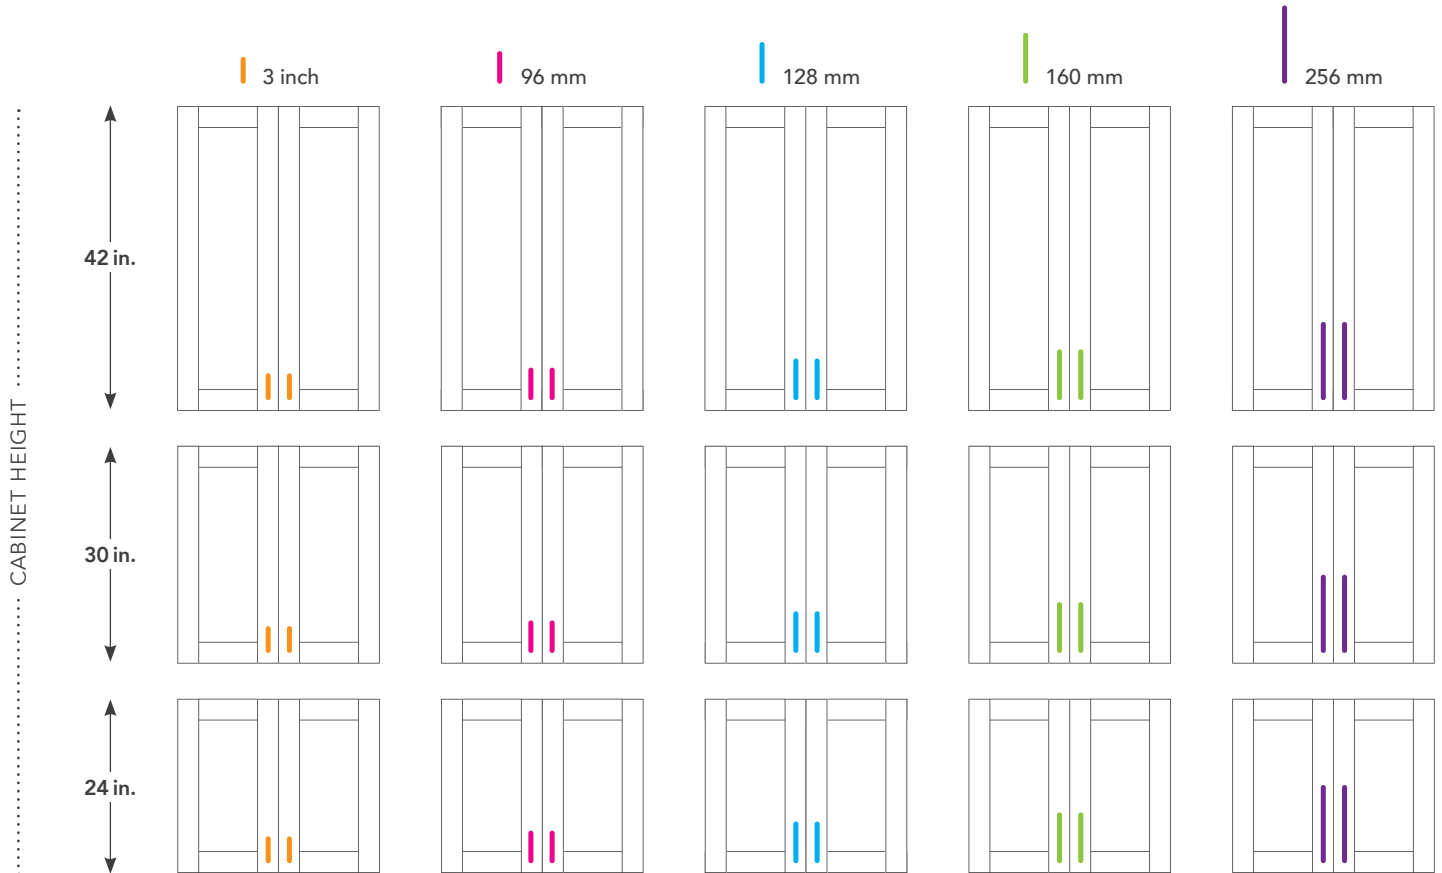 3 inch
96 mm
128 mm
160 mm
256 mm
42 in.
CABINET HEIGHT
30 in.
24 in.